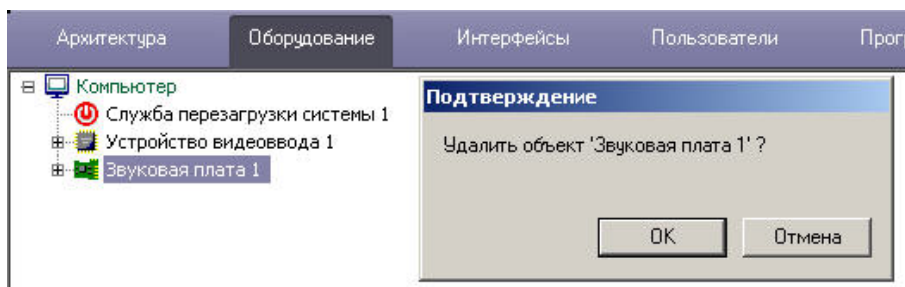 Архитектура Оборудование Интерфейсы Пользователи
Компьютер
Служба перезагрузки системы 1
Устройство видеоввода 1
Звуковая плата 1
Подтверждение
Удалить объект 'Звуковая плата 1' ?
OK Отмена